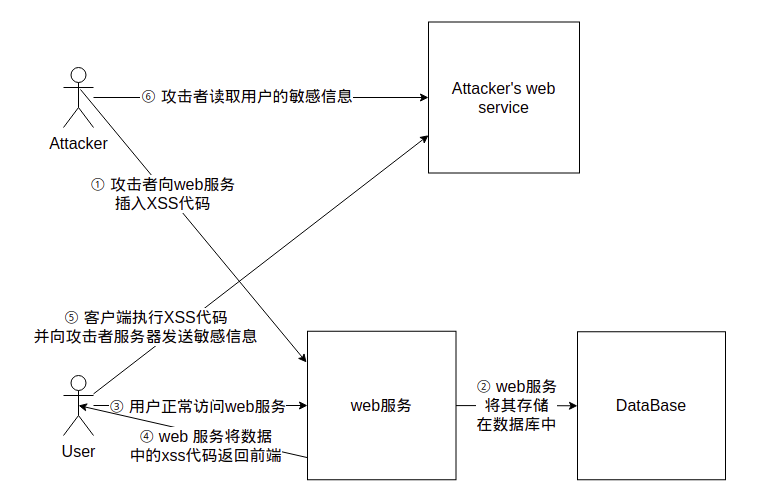 Attacker's web
service
⑥ 攻击者读取用户的敏感信息
Attacker
① 攻击者向web服务
插入XSS代码
⑤ 客户端执行XSS代码
并向攻击者服务器发送敏感信息
③ 用户正常访问web服务
web服务
② web服务
将其存储
在数据库中
DataBase
④ web 服务将数据
中的xss代码返回前端
User